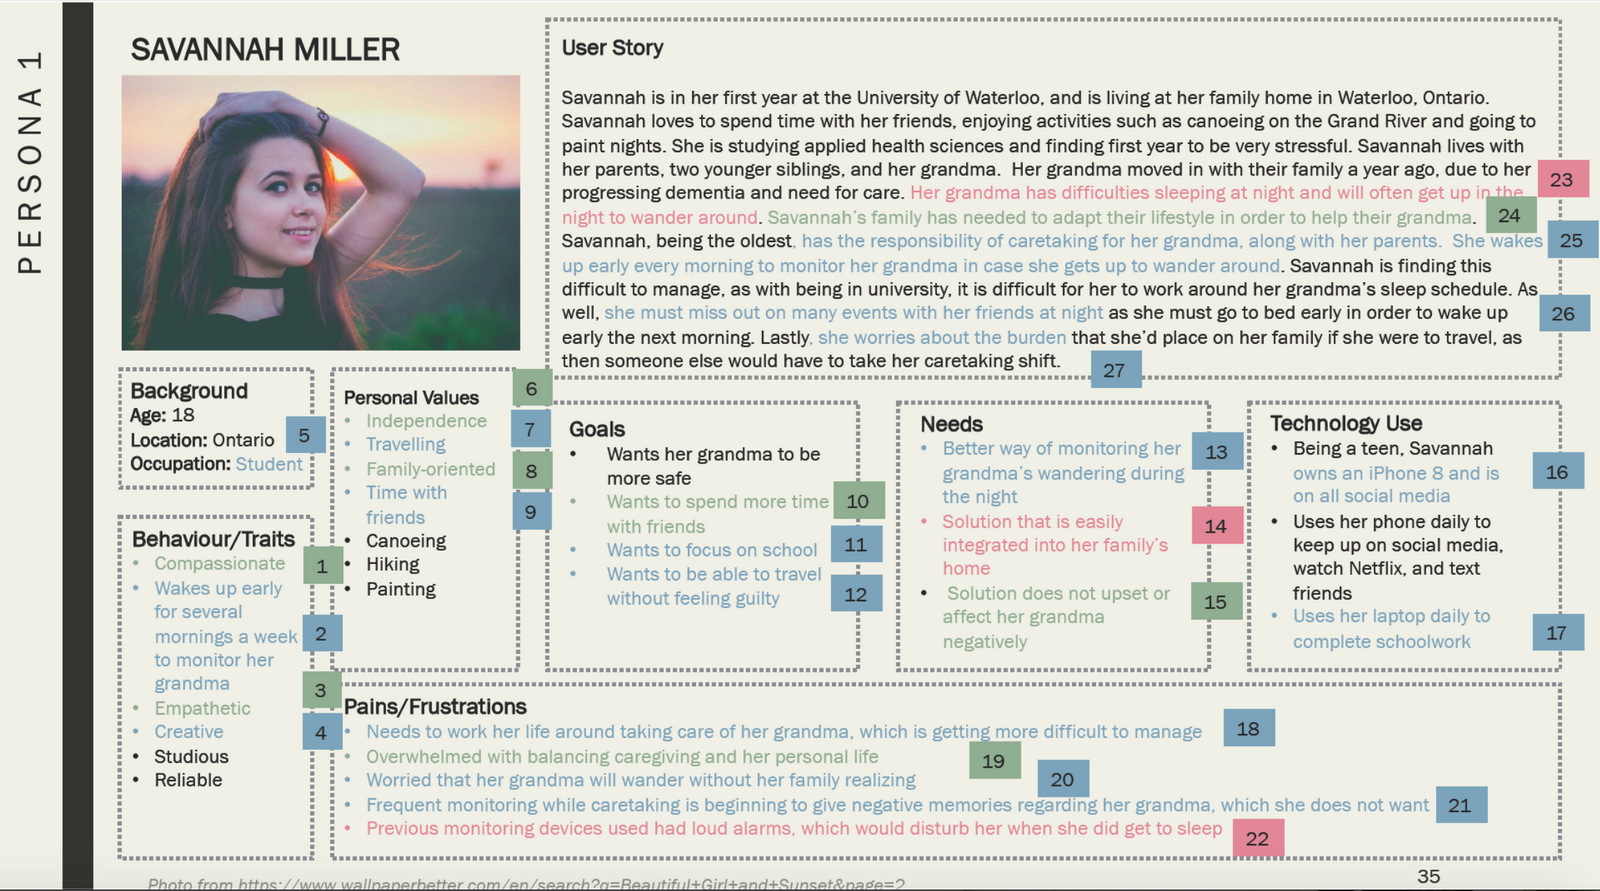 PERSONA 1
SAVANNAH MILLER
User Story
Savannah is in her first year at the University of Waterloo, and is living at her family home in Waterloo, Ontario.
Savannah loves to spend time with her friends, enjoying activities such as canoeing on the Grand River and going to
paint nights. She is studying applied health sciences and finding first year to be very stressful. Savannah lives with
her parents, two younger siblings, and her grandma.  Her grandma moved in with their family a year ago, due to her
progressing dementia and need for care. Her grandma has difficulties sleeping at night and will often get up in the
23
night to wander around. Savannah's family has needed to adapt their lifestyle in order to help their grandma.
24
Savannah, being the oldest, has the responsibility of caretaking for her grandma, along with her parents.  She wakes
25
up early every morning to monitor her grandma in case she gets up to wander around. Savannah is finding this
difficult to manage, as with being in university, it is difficult for her to work around her grandma's sleep schedule. As
well, she must miss out on many events with her friends at night as she must go to bed early in order to wake up
26
early the next morning. Lastly, she worries about the burden that she'd place on her family if she were to travel, as
then someone else would have to take her caretaking shift.
27
Background
Age: 18
Location: Ontario
5
Occupation: Student
Behaviour/Traits
• Compassionate
1
• Wakes up early
for several
mornings a week
2
to monitor her
grandma
3
• Empathetic
• Creative
4
• Studious
• Reliable
Personal Values
6
• Independence
7
• Travelling
• Family-oriented
8
• Time with
friends
9
• Canoeing
• Hiking
• Painting
Goals
• Wants her grandma to be
more safe
• Wants to spend more time
10
with friends
• Wants to focus on school
11
• Wants to be able to travel
without feeling guilty
12
Needs
• Better way of monitoring her
13
grandma's wandering during
the night
• Solution that is easily
14
integrated into her family's
home
• Solution does not upset or
15
affect her grandma
negatively
Technology Use
• Being a teen, Savannah
owns an iPhone 8 and is
16
on all social media
• Uses her phone daily to
keep up on social media,
watch Netflix, and text
friends
• Uses her laptop daily to
17
complete schoolwork
Pains/Frustrations
• Needs to work her life around taking care of her grandma, which is getting more difficult to manage
18
• Overwhelmed with balancing caregiving and her personal life
19
• Worried that her grandma will wander without her family realizing
20
• Frequent monitoring while caretaking is beginning to give negative memories regarding her grandma, which she does not want
21
• Previous monitoring devices used had loud alarms, which would disturb her when she did get to sleep
22
Photo from https://www.wallpaperbetter.com/en/search?q=Beautiful+Girl+and+Sunset&page=2
35